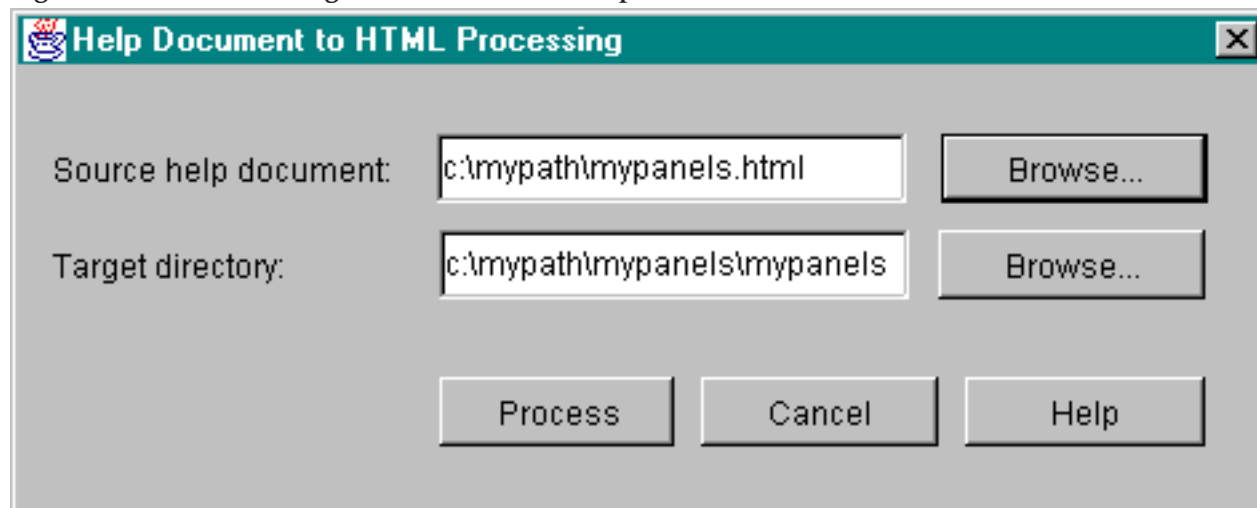 Help Document to HTML Processing
Source help document: c:\mypath\mypanels.html Browse...
Target directory: c:\mypath\mypanels\mypanels Browse...
Process Cancel Help